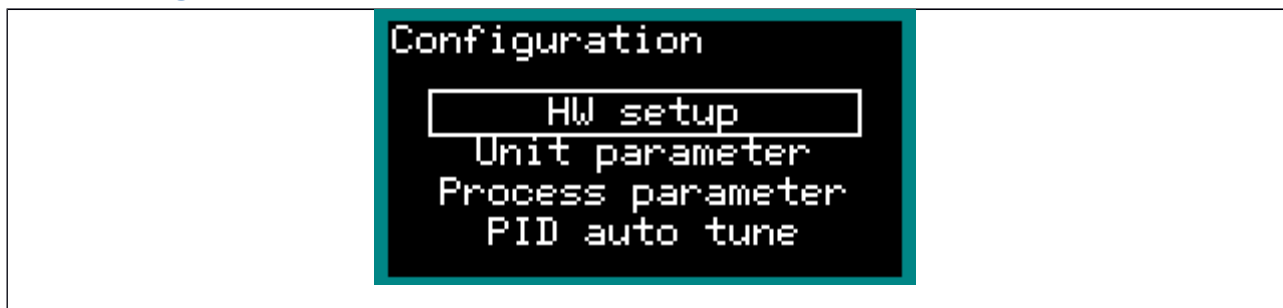 Configuration
HW setup
Unit parameter
Process parameter
PID auto tune